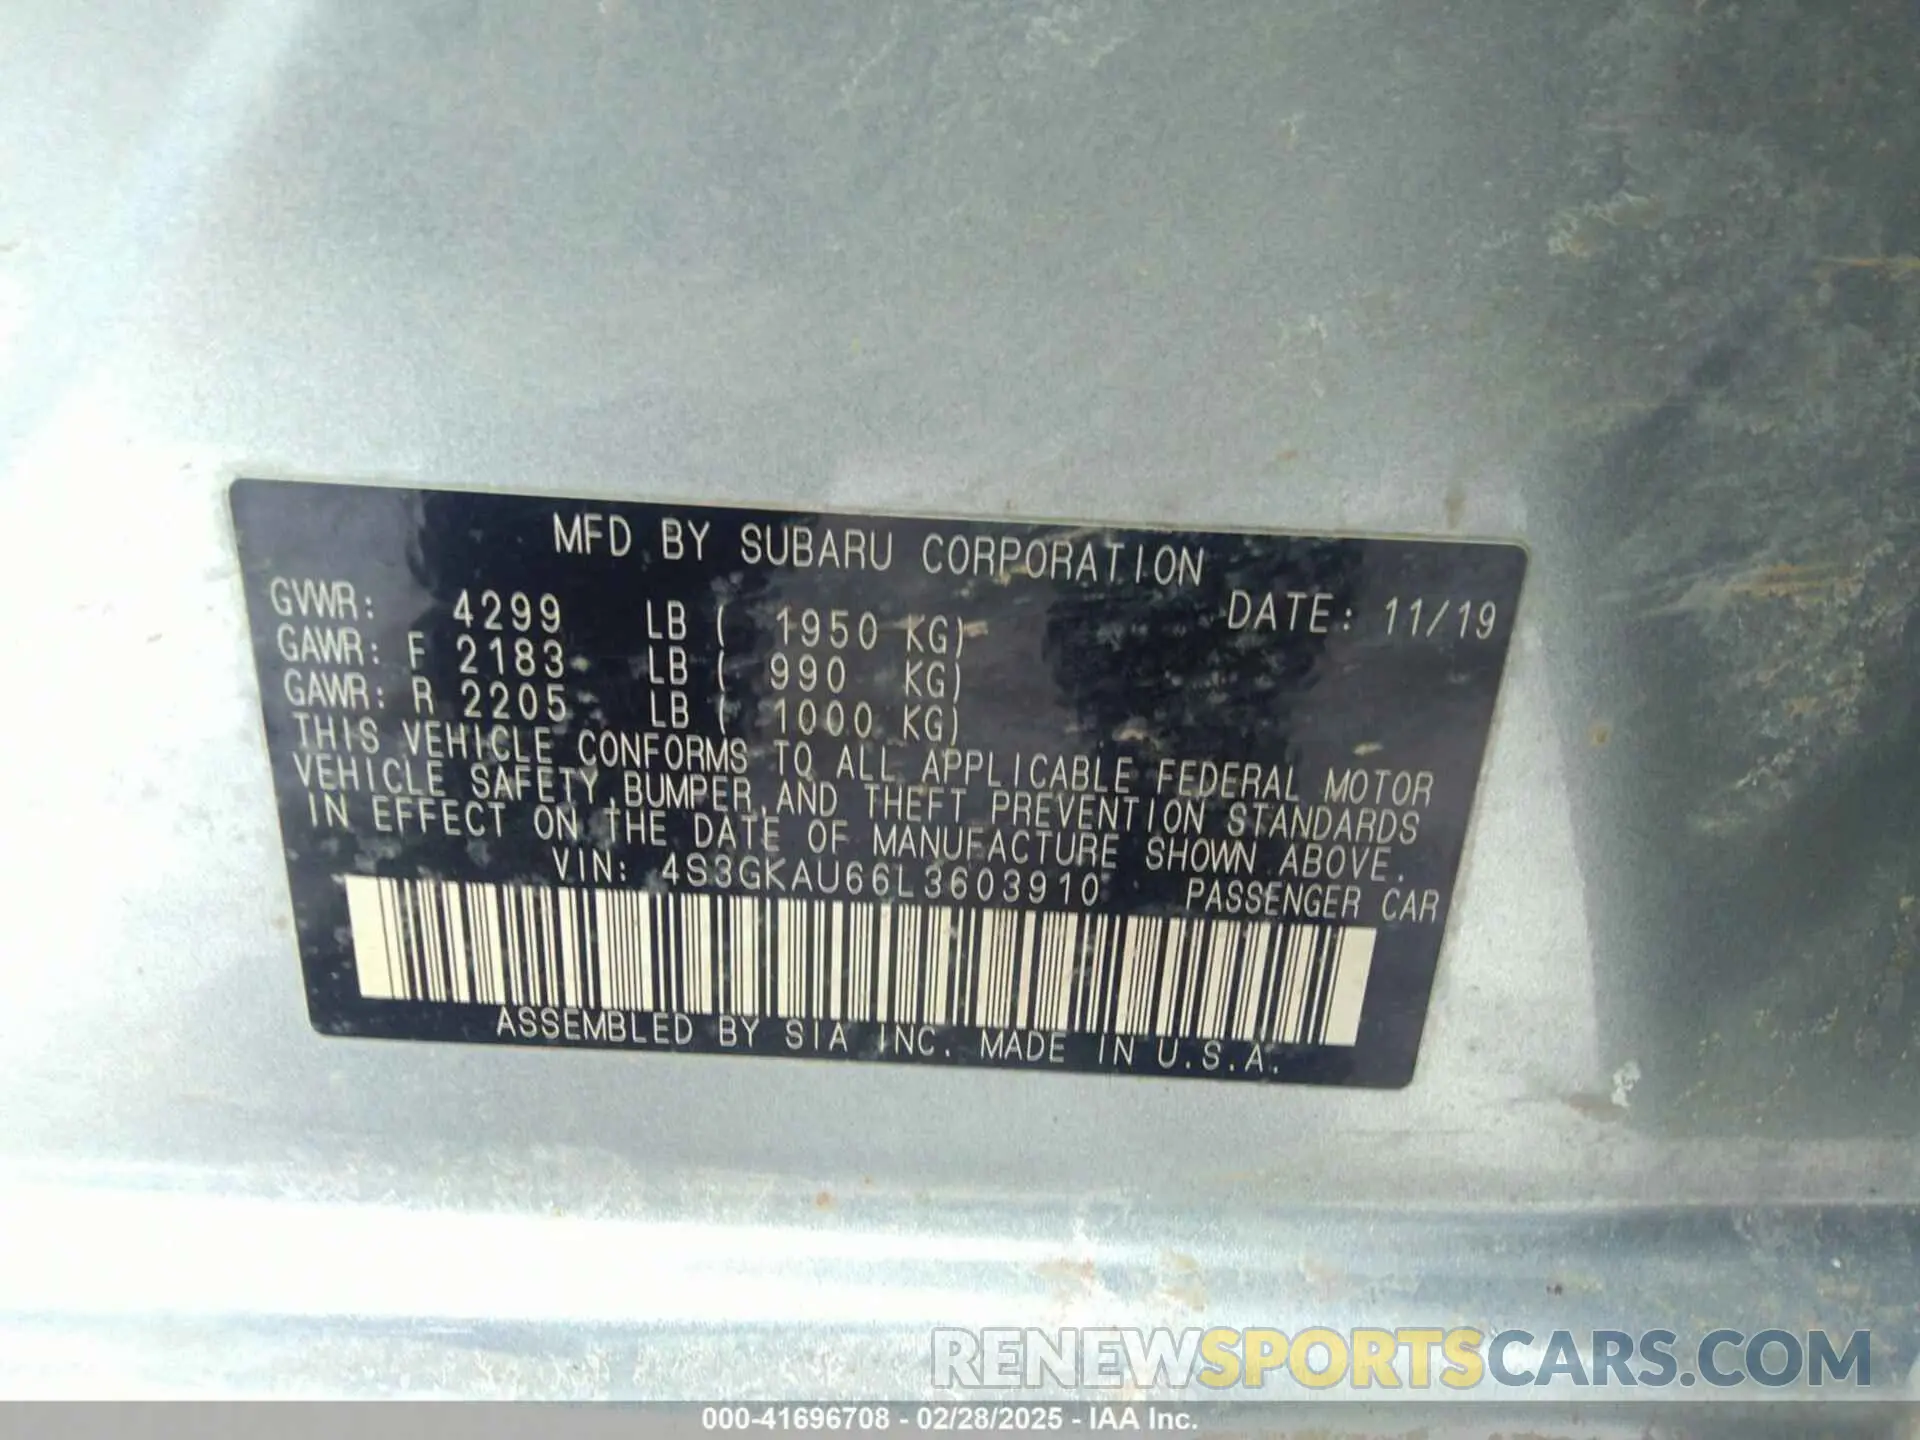 MFD BY SUBARU CORPORATION
GVWR: 4299 LB ( 1950 KG) DATE: 11/19
GAWR: F 2183 LB ( 990 KG)
GAWR: R 2205 LB ( 1000 KG)
THIS VEHICLE CONFORMS TO ALL APPLICABLE FEDERAL MOTOR
VEHICLE SAFETY,BUMPER,AND THEFT PREVENTION STANDARDS
IN EFFECT ON THE DATE OF MANUFACTURE SHOWN ABOVE.
VIN: 4S3GKAU66L3603910 PASSENGER CAR
ASSEMBLED BY SIA INC. MADE IN U.S.A.
RENEWSPORTSCARS.COM
000-41696708 - 02/28/2025 - IAA Inc.